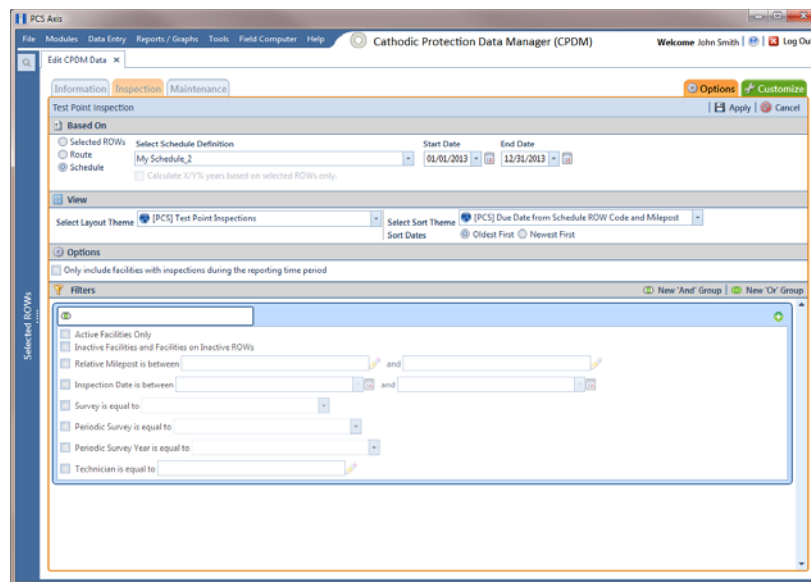 PCS Axis
File Modules Data Entry Reports / Graphs Tools Field Computer Help Cathodic Protection Data Manager (CPDM) Welcome John Smith | Log Ou
Edit CPDM Data
Information Inspection Maintenance Options Customize
Test Point Inspection | Apply | Cancel
Based On
Selected ROWs Select Schedule Definition Start Date End Date
Route My Schedule_2 01/01/2013 12/31/2013
Schedule Calculate X/Y% years based on selected ROWs only.
View
Select Layout Theme [PCS] Test Point Inspections Select Sort Theme [PCS] Due Date from Schedule ROW Code and Milepost
Sort Dates Oldest First Newest First
Options
Only include facilities with inspections during the reporting time period
Filters New 'And' Group | New 'Or' Group
Selected ROWs
Active Facilities Only
Inactive Facilities and Facilities on Inactive ROWs
Relative Milepost is between and
Inspection Date is between and
Survey is equal to
Periodic Survey is equal to
Periodic Survey Year is equal to
Technician is equal to